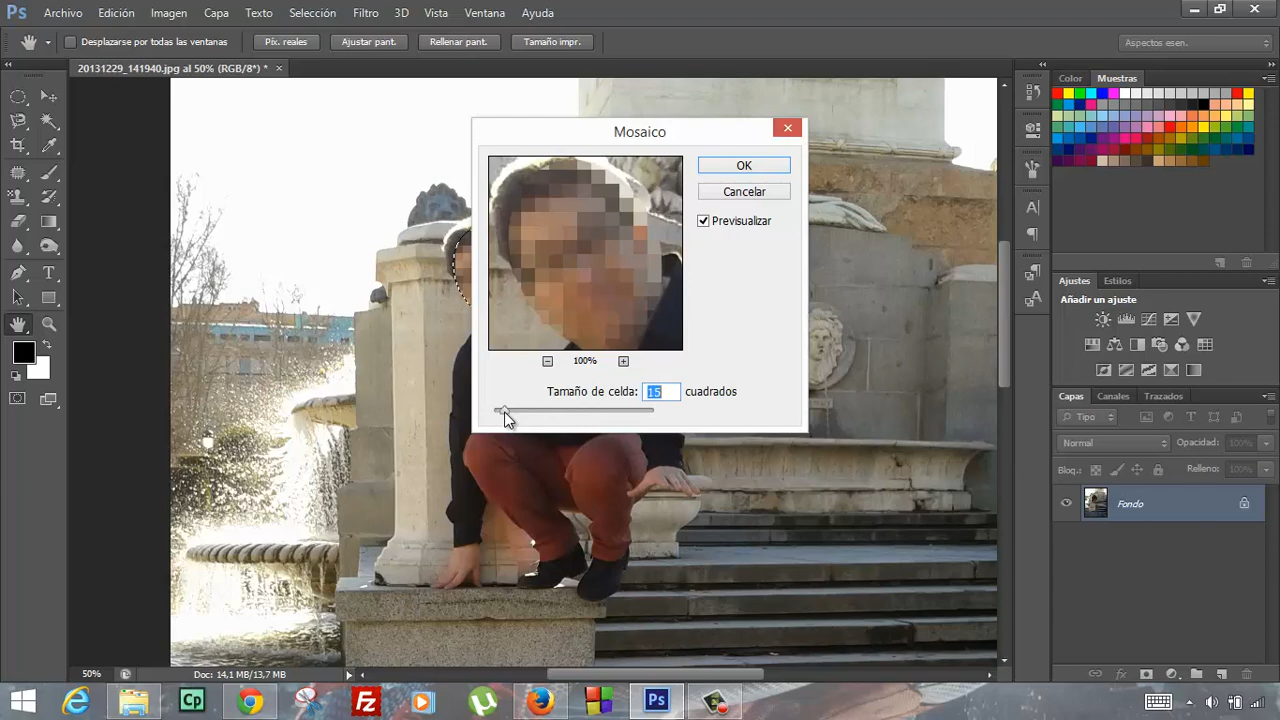 Ps Archivo Edición Imagen Capa Texto Selección Filtro 3D Vista Ventana Ayuda
Desplazarse por todas las ventanas Píx. reales Ajustar pant. Rellenar pant. Tamaño impr. Aspectos esen.
20131229_141940.jpg al 50% (RGB/8*) *
Color Muestras
Mosaico
OK
Cancelar
Previsualizar
100%
Tamaño de celda: 15 cuadrados
Ajustes Estilos
Añadir un ajuste
Capas Canales Trazados
Tipo
Normal Opacidad: 100%
Bloq.: Relleno: 100%
Fondo
50% Doc: 14,1 MB/13,7 MB
Cp Fz Ps